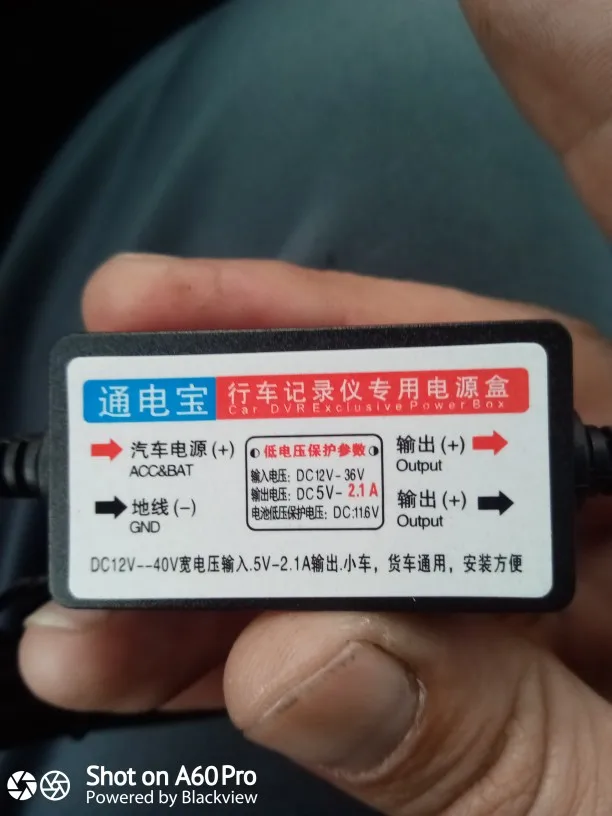 通电宝 行车记录仪专用电源盒
Car DVR Exclusive Power Box
汽车电源(+)
ACC&BAT
地线(-)
GND
低电压保护参数
输入电压: DC12V-36V
输出电压: DC5V-2.1A
电池低压保护电压: DC:11.6V
输出(+)
Output
输出(+)
Output
DC12V--40V宽电压输入.5V-2.1A输出.小车，货车通用，安装方便
Shot on A60Pro
Powered by Blackview